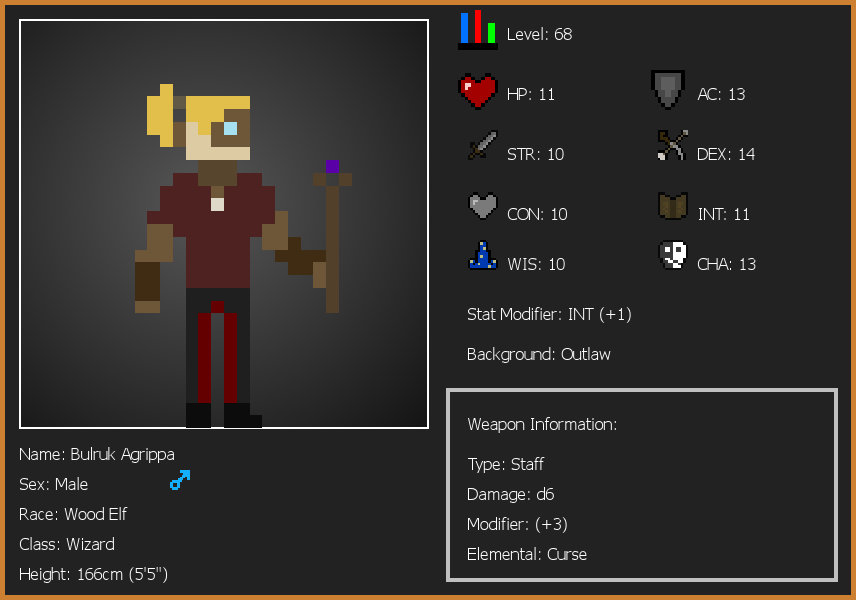 Level: 68
HP: 11
AC: 13
STR: 10
DEX: 14
CON: 10
INT: 11
WIS: 10
CHA: 13
Stat Modifier: INT (+1)
Background: Outlaw
Weapon Information:
Type: Staff
Damage: d6
Modifier: (+3)
Elemental: Curse
Name: Bulruk Agrippa
Sex: Male
Race: Wood Elf
Class: Wizard
Height: 166cm (5'5")